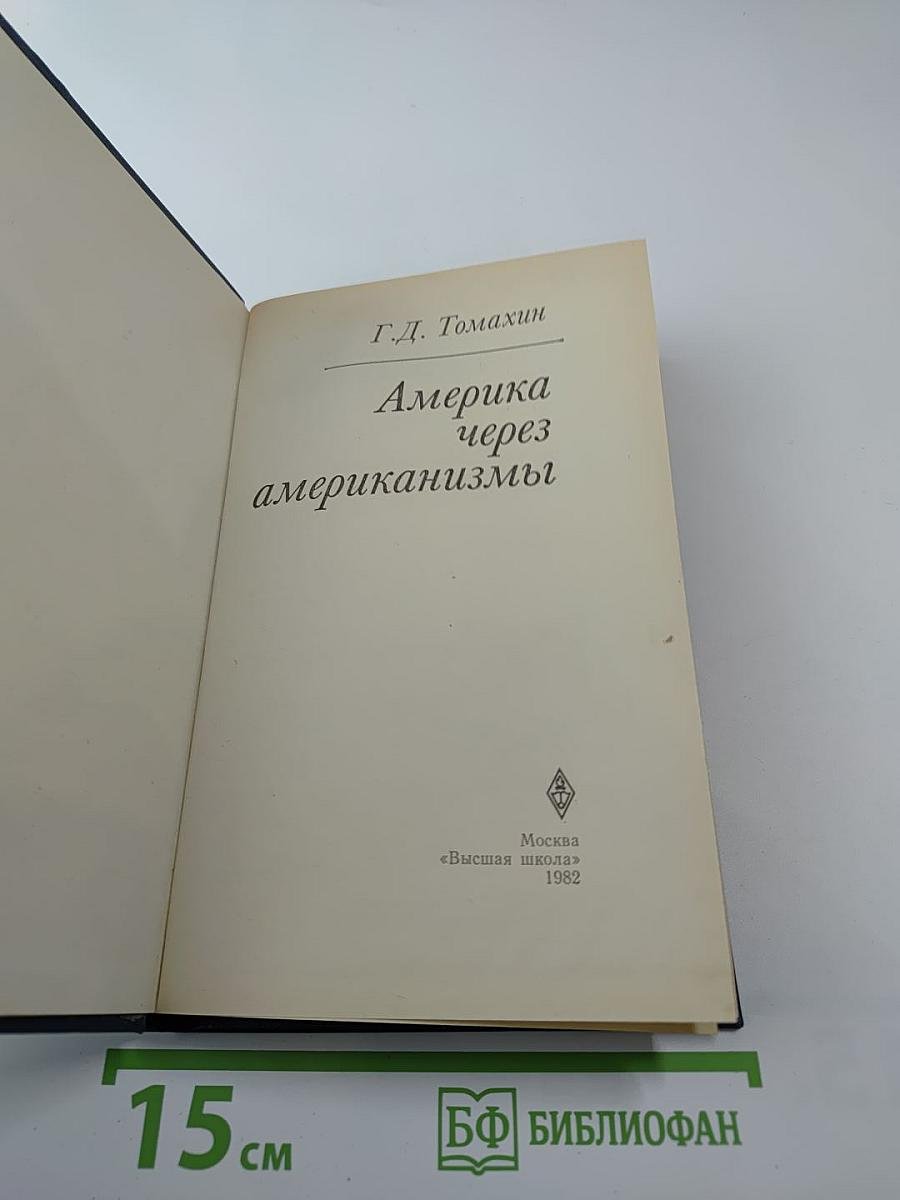 Г.Д. Томахин
Америка
через
американизмы
Москва
«Высшая школа»
1982
15 см
БФ БИБЛИОФАН